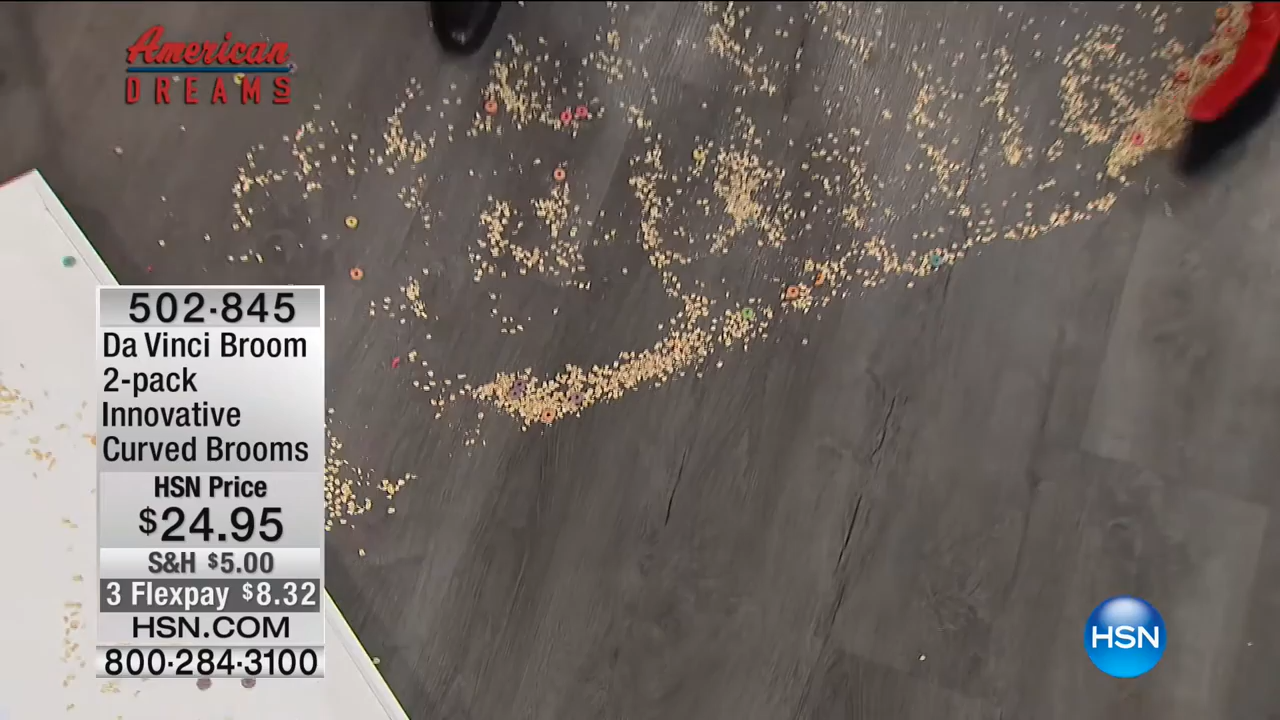 American
DREAMS
502-845
Da Vinci Broom
2-pack
Innovative
Curved Brooms
HSN Price
$24.95
S&H $5.00
3 Flexpay $8.32
HSN.COM
800-284-3100
HSN